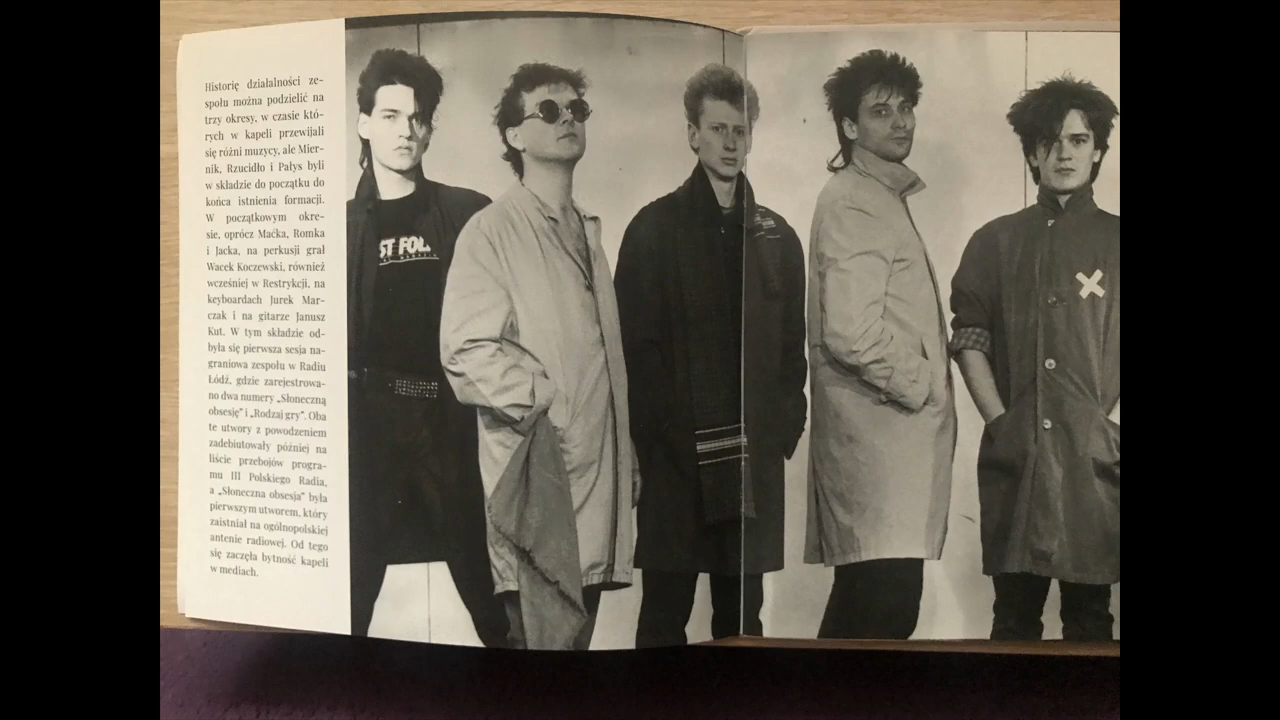 Historię działalności ze-
społu można podzielić na
trzy okresy, w czasie któ-
rych w kapeli przewijali
się różni muzycy, ale Mier-
nik, Rzucidło i Pałys byli
w składzie do początku do
końca istnienia formacji.
W początkowym okre-
sie, oprócz Maćka, Romka
i Jacka, na perkusji grał
Wacek Koczewski, również
wcześniej w Restrykcji, na
keyboardach Jurek Mar-
czak i na gitarze Janusz
Kut. W tym składzie od-
była się pierwsza sesja na-
graniowa zespołu w Radiu
Łódź, gdzie zarejestrowa-
no dwa numery „Słoneczną
obsesję” i „Rodzaj gry”. Oba
te utwory z powodzeniem
zadebiutowały później na
liście przebojów progra-
mu III Polskiego Radia,
a „Słoneczna obsesja” była
pierwszym utworem, który
zaistniał na ogólnopolskiej
antenie radiowej. Od tego
się zaczęła bytność kapeli
w mediach.
ST FOL